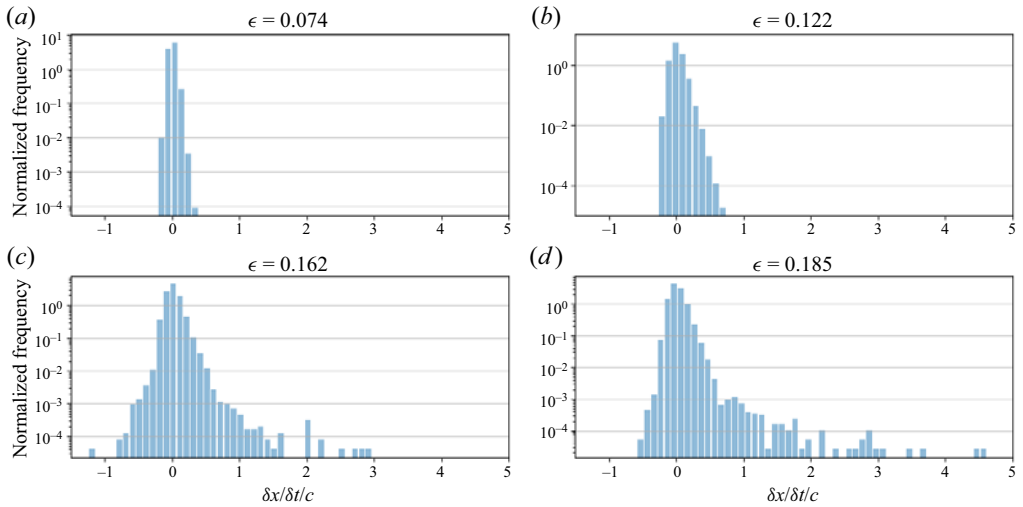 (a)
ϵ = 0.074
Normalized frequency
10¹
10⁰
10⁻¹
10⁻²
10⁻³
10⁻⁴
–1 0 1 2 3 4 5
(b)
ϵ = 0.122
10⁰
10⁻²
10⁻⁴
–1 0 1 2 3 4 5
(c)
ϵ = 0.162
Normalized frequency
10⁰
10⁻¹
10⁻²
10⁻³
10⁻⁴
–1 0 1 2 3 4 5
δx/δt/c
(d)
ϵ = 0.185
10⁰
10⁻¹
10⁻²
10⁻³
10⁻⁴
–1 0 1 2 3 4 5
δx/δt/c